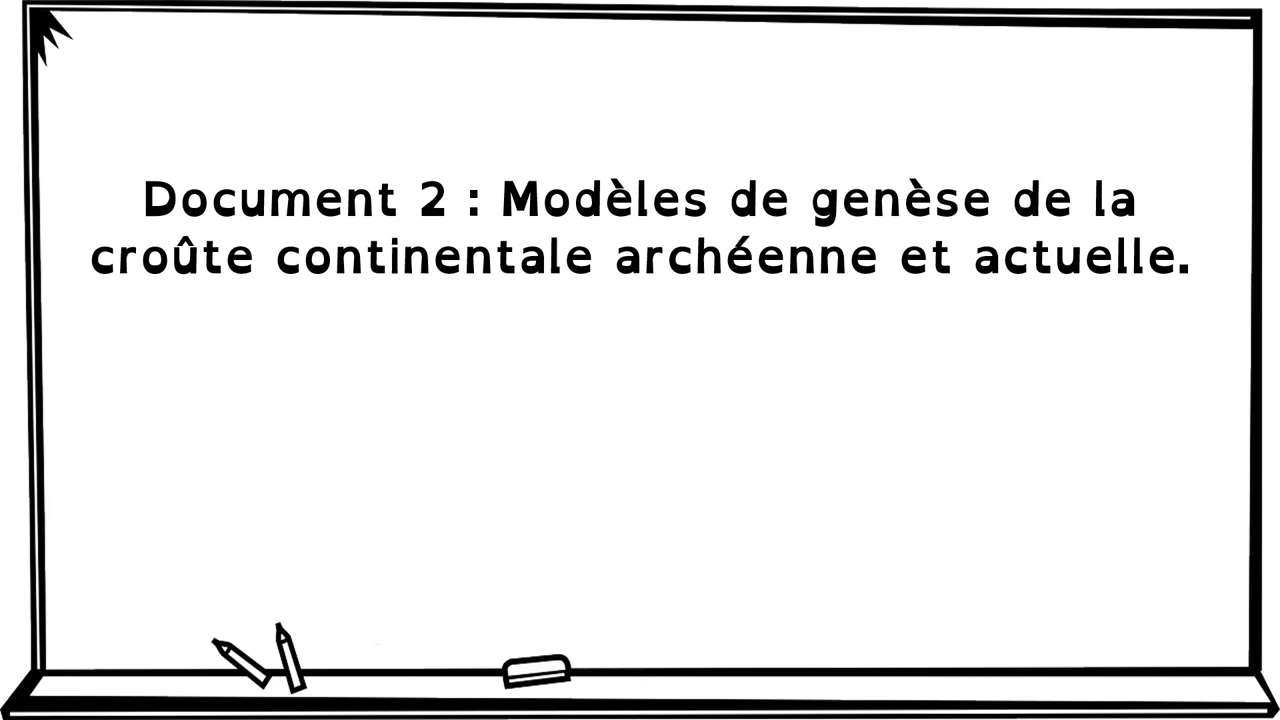 Document 2 : Modèles de genèse de la
croûte continentale archéenne et actuelle.